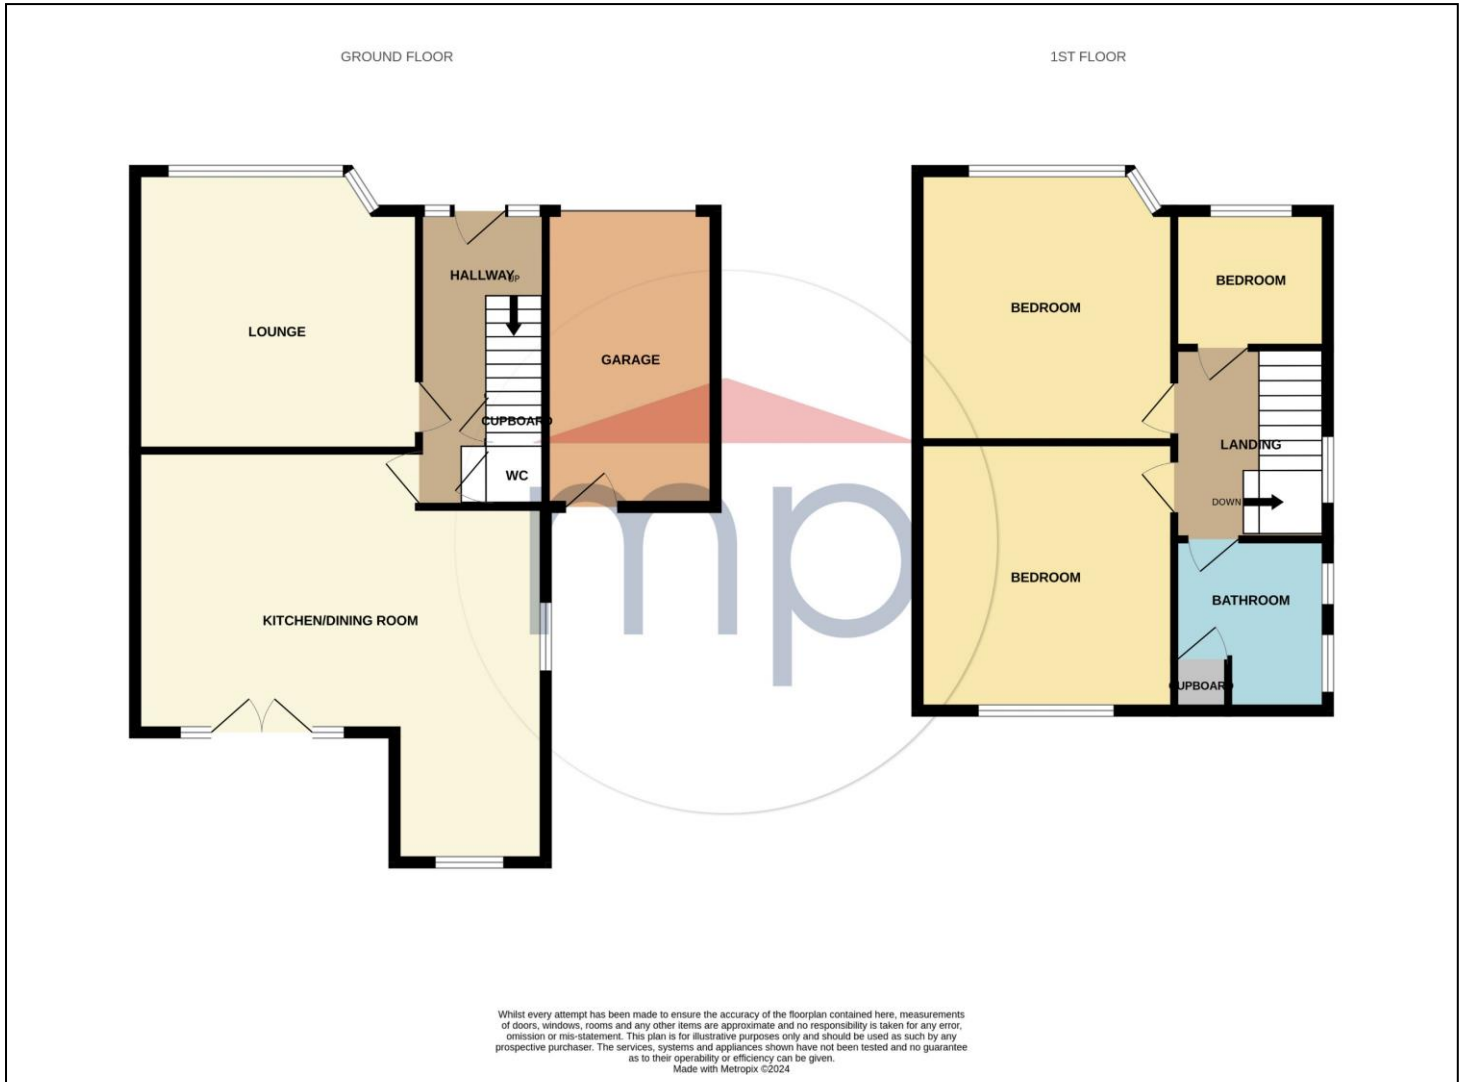 GROUND FLOOR
1ST FLOOR
HALLWAY
UP
LOUNGE
GARAGE
CUPBOARD
WC
KITCHEN/DINING ROOM
BEDROOM
BEDROOM
LANDING
DOWN
BEDROOM
BATHROOM
CUPBOARD
mp
Whilst every attempt has been made to ensure the accuracy of the floorplan contained here, measurements
of doors, windows, rooms and any other items are approximate and no responsibility is taken for any error,
omission or mis-statement. This plan is for illustrative purposes only and should be used as such by any
prospective purchaser. The services, systems and appliances shown have not been tested and no guarantee
as to their operability or efficiency can be given.
Made with Metropix ©2024